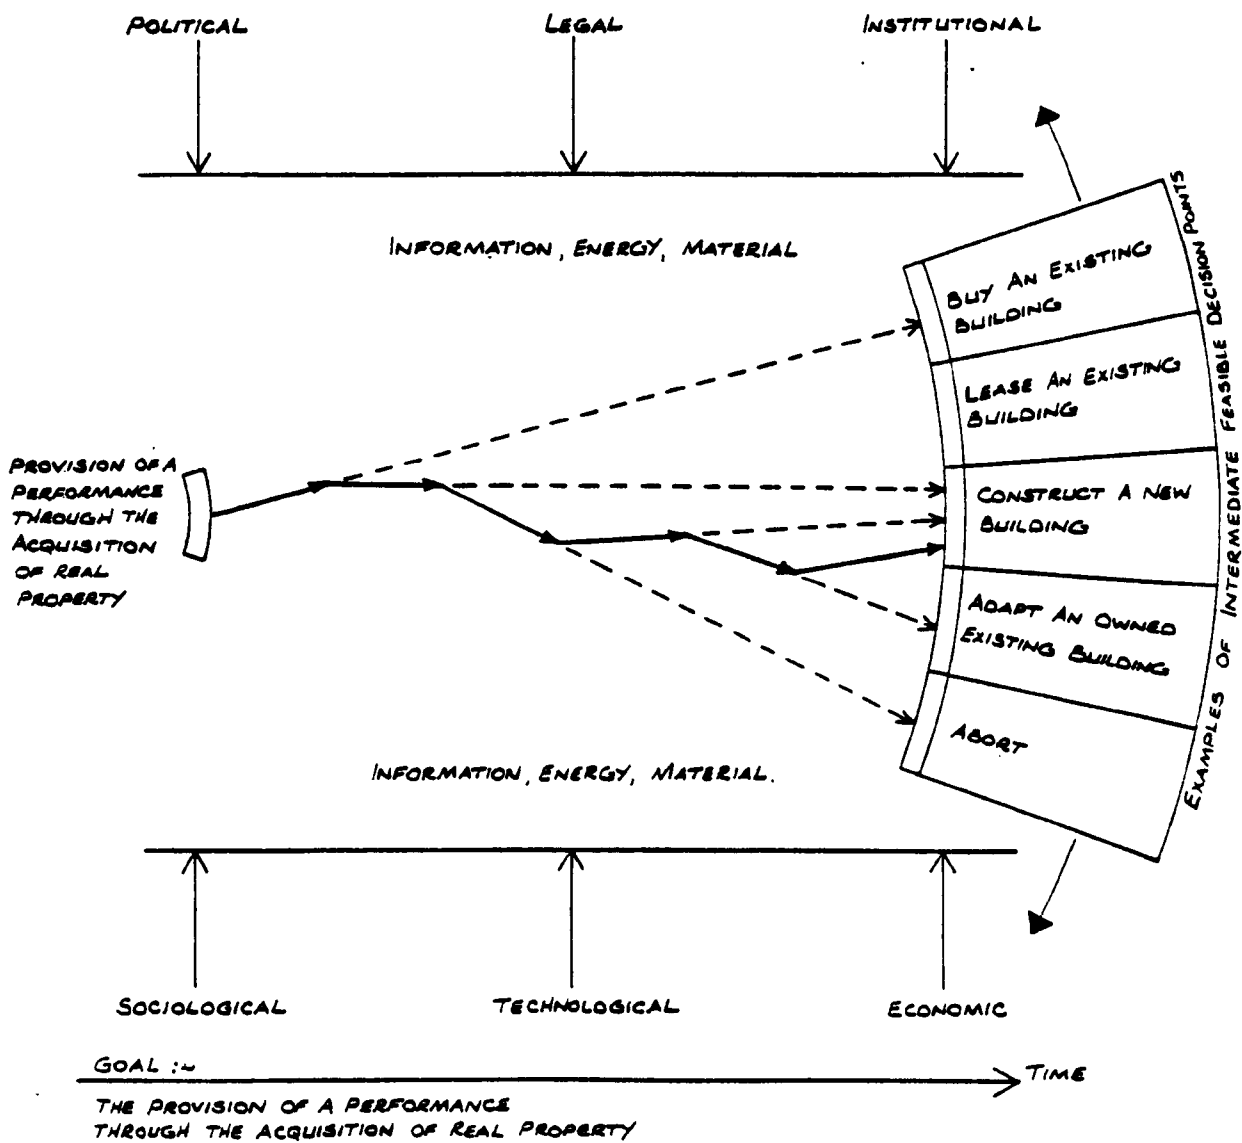 POLITICAL
LEGAL
INSTITUTIONAL
INFORMATION, ENERGY, MATERIAL
BUY AN EXISTING
BUILDING
LEASE AN EXISTING
BUILDING
CONSTRUCT A NEW
BUILDING
ADAPT AN OWNED
EXISTING BUILDING
ABORT
EXAMPLES OF INTERMEDIATE FEASIBLE DECISION POINTS
PROVISION OF A
PERFORMANCE
THROUGH THE
ACQUISITION
OF REAL
PROPERTY
INFORMATION, ENERGY, MATERIAL.
SOCIOLOGICAL
TECHNOLOGICAL
ECONOMIC
GOAL :~
TIME
THE PROVISION OF A PERFORMANCE
THROUGH THE ACQUISITION OF REAL PROPERTY